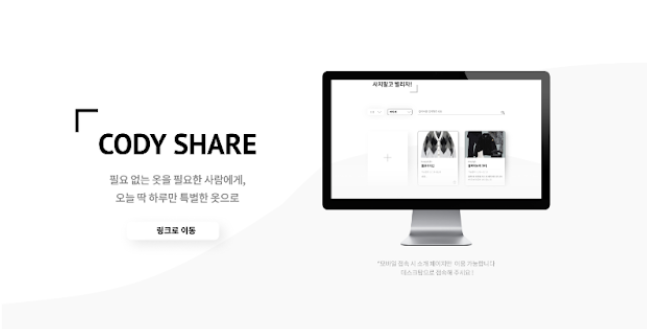 CODY SHARE
필요 없는 옷을 필요한 사람에게,
오늘 딱 하루만 특별한 옷으로
링크로 이동
사지말고 빌리자!
*모바일 접속 시 소개 페이지만 이용 가능합니다
데스크탑으로 접속해 주세요!